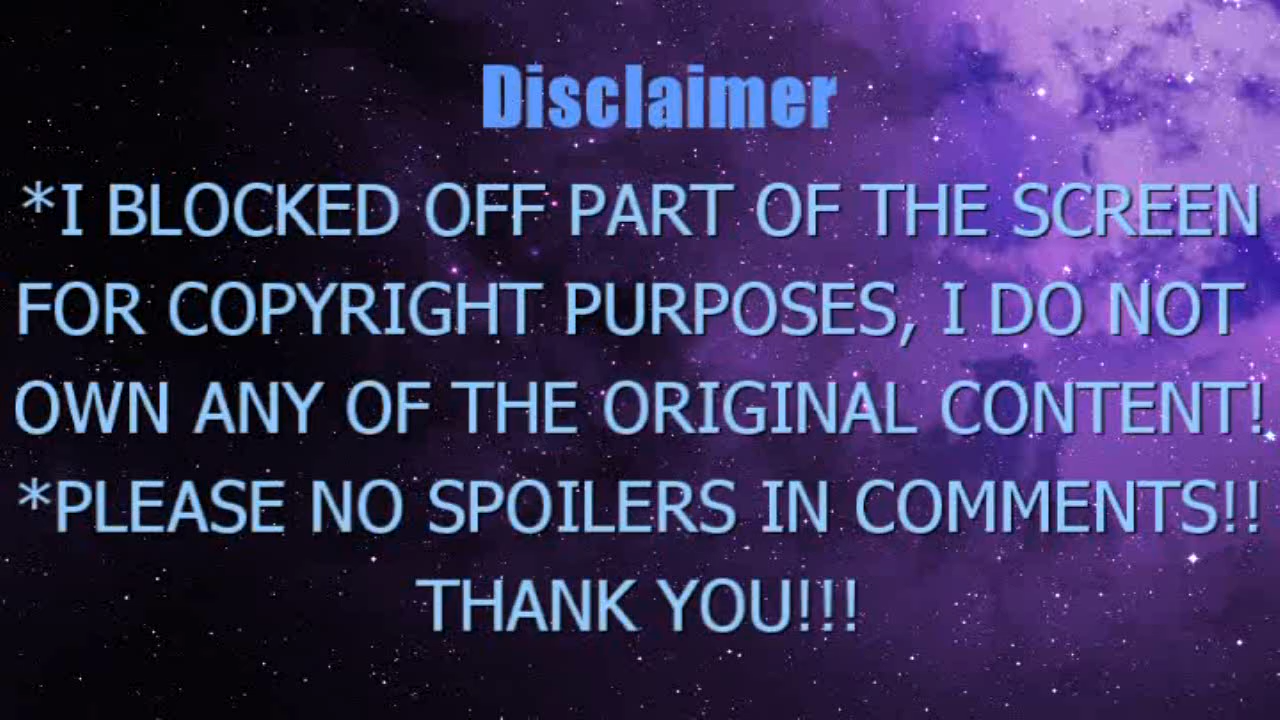 Disclaimer
*I BLOCKED OFF PART OF THE SCREEN
FOR COPYRIGHT PURPOSES, I DO NOT
OWN ANY OF THE ORIGINAL CONTENT!
*PLEASE NO SPOILERS IN COMMENTS!!
THANK YOU!!!